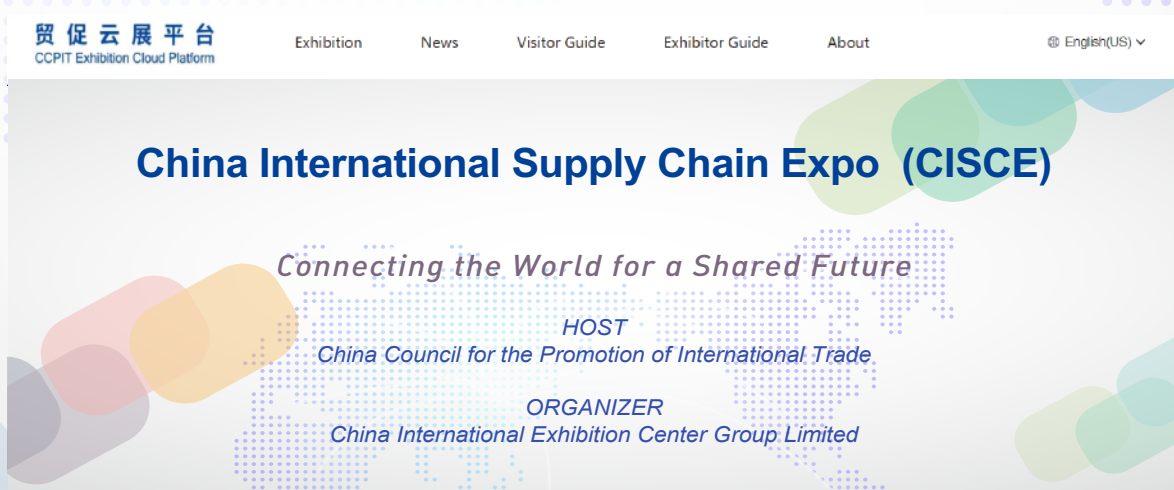 贸促云展平台
CCPIT Exhibition Cloud Platform
Exhibition News Visitor Guide Exhibitor Guide About English(US)
China International Supply Chain Expo (CISCE)
Connecting the World for a Shared Future
HOST
China Council for the Promotion of International Trade
ORGANIZER
China International Exhibition Center Group Limited